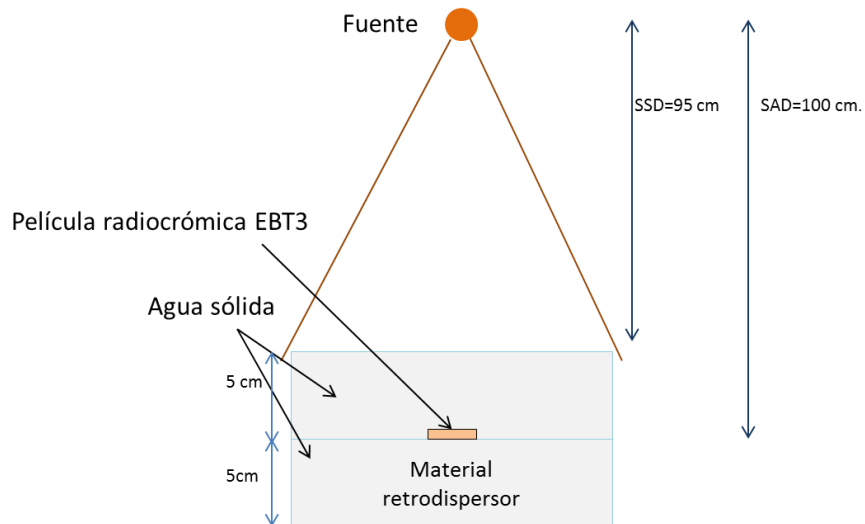 Fuente
SSD=95 cm
SAD=100 cm.
Película radiocrómica EBT3
Agua sólida
5 cm
5cm
Material
retrodispersor